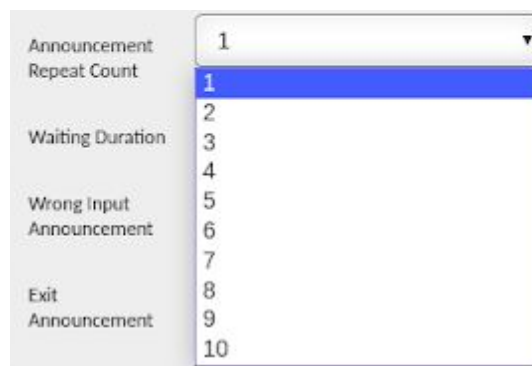 Announcement
Repeat Count
1
1
2
3
4
5
6
7
8
9
10
Waiting Duration
Wrong Input
Announcement
Exit
Announcement